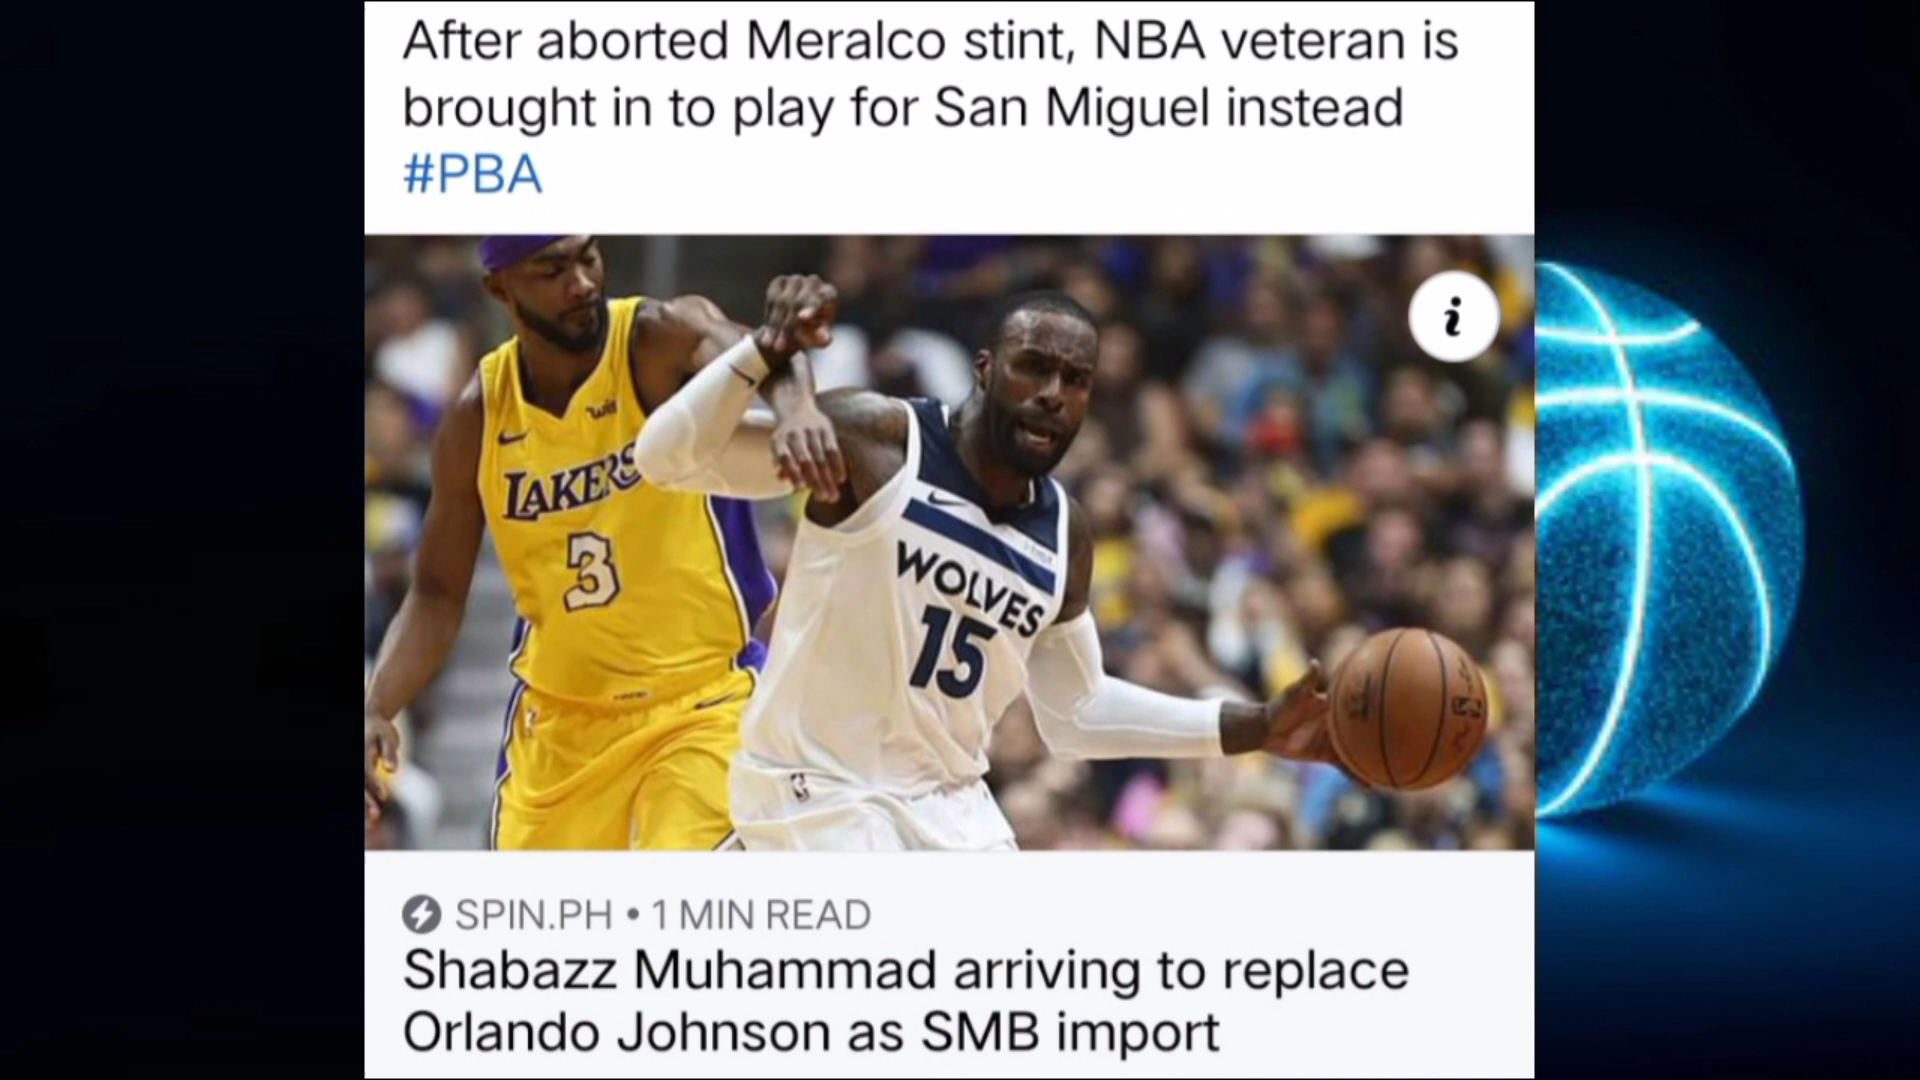 After aborted Meralco stint, NBA veteran is
brought in to play for San Miguel instead
#PBA
i
wish
LAKERS
3
WOLVES
15
SPIN.PH • 1 MIN READ
Shabazz Muhammad arriving to replace
Orlando Johnson as SMB import